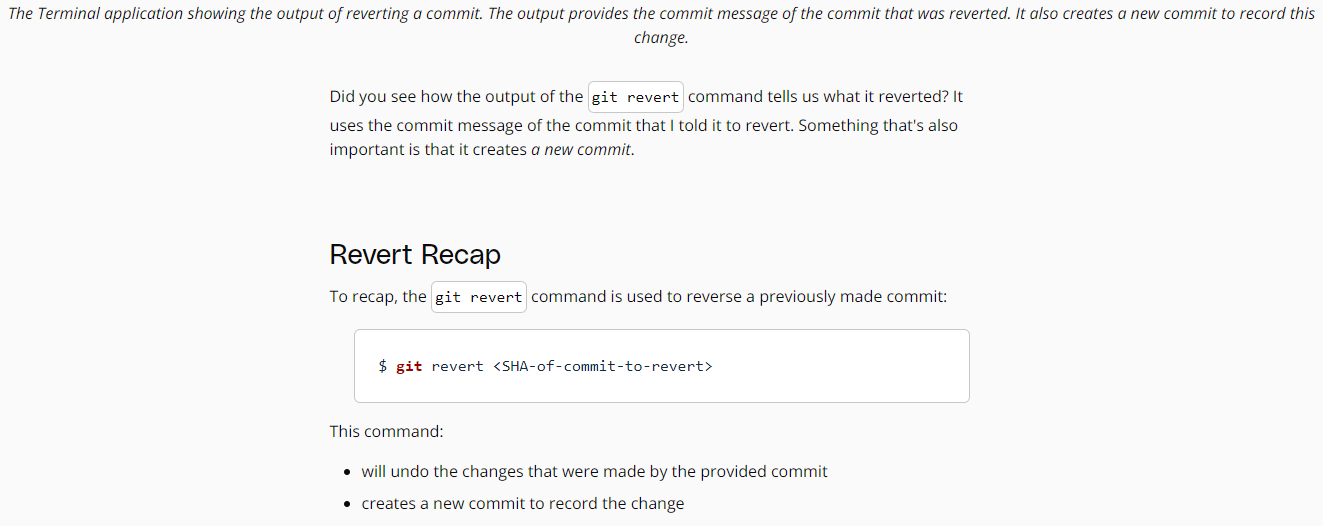 The Terminal application showing the output of reverting a commit. The output provides the commit message of the commit that was reverted. It also creates a new commit to record this
change.
Did you see how the output of the git revert command tells us what it reverted? It
uses the commit message of the commit that I told it to revert. Something that's also
important is that it creates a new commit.
Revert Recap
To recap, the git revert command is used to reverse a previously made commit:
$ git revert <SHA-of-commit-to-revert>
This command:
• will undo the changes that were made by the provided commit
• creates a new commit to record the change